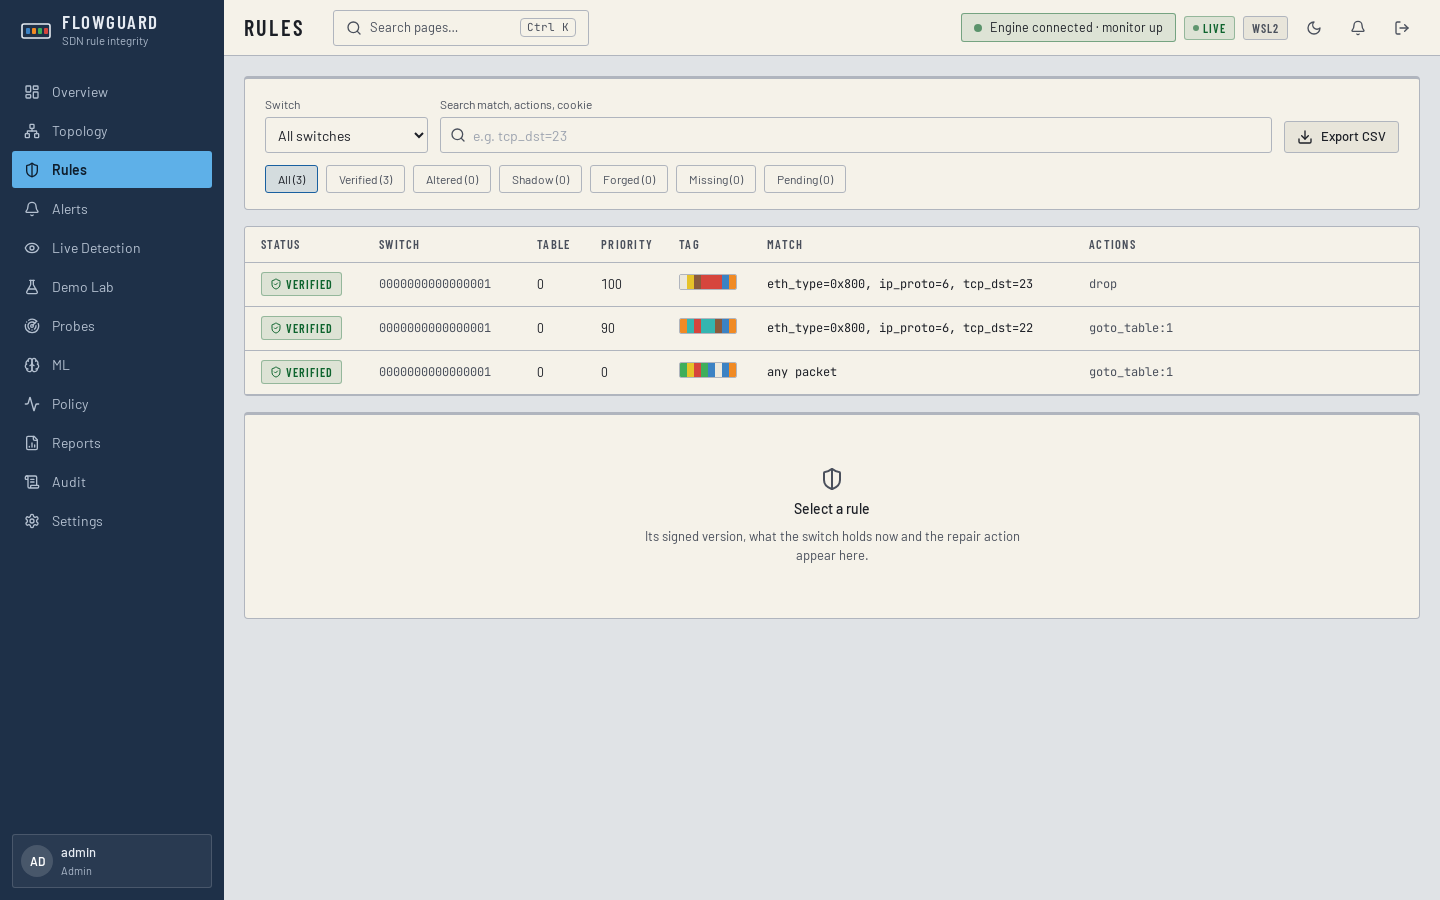 FLOWGUARD
SDN rule integrity
RULES
Search pages...
Ctrl K
Engine connected · monitor up
LIVE
WSL2
Overview
Topology
Rules
Alerts
Live Detection
Demo Lab
Probes
ML
Policy
Reports
Audit
Settings
AD
admin
Admin
Switch
Search match, actions, cookie
All switches
e.g. tcp_dst=23
Export CSV
All (3)
Verified (3)
Altered (0)
Shadow (0)
Forged (0)
Missing (0)
Pending (0)
STATUS SWITCH TABLE PRIORITY TAG MATCH ACTIONS
VERIFIED 0000000000000001 0 100 eth_type=0x800, ip_proto=6, tcp_dst=23 drop
VERIFIED 0000000000000001 0 90 eth_type=0x800, ip_proto=6, tcp_dst=22 goto_table:1
VERIFIED 0000000000000001 0 0 any packet goto_table:1
Select a rule
Its signed version, what the switch holds now and the repair action
appear here.